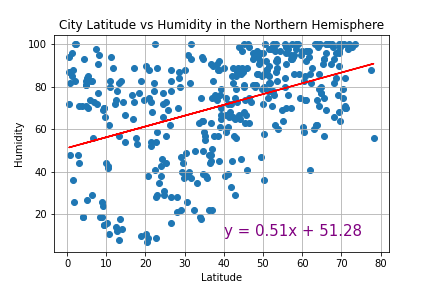 City Latitude vs Humidity in the Northern Hemisphere
100
80
60
40
20
Humidity
y = 0.51x + 51.28
0 10 20 30 40 50 60 70 80
Latitude